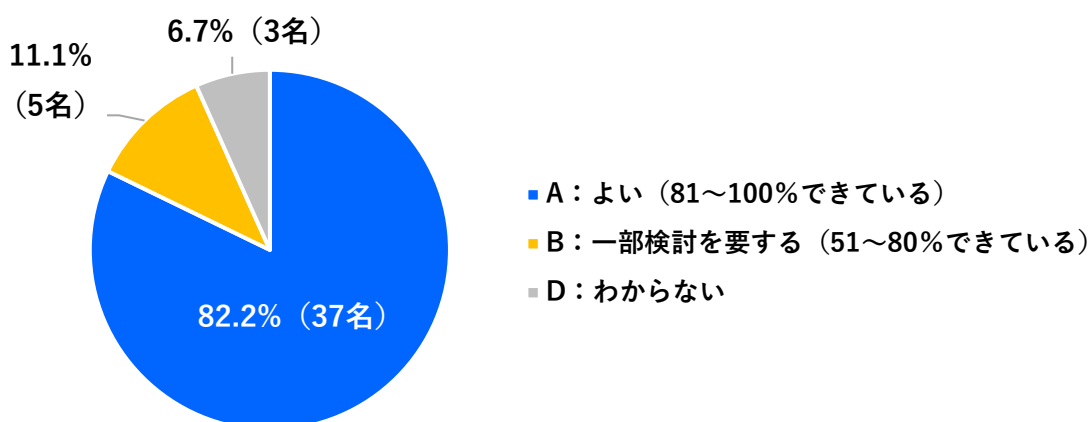 6.7%（3名）
11.1%
（5名）
82.2%（37名）
A：よい（81～100%できている）
B：一部検討を要する（51～80%できている）
D：わからない